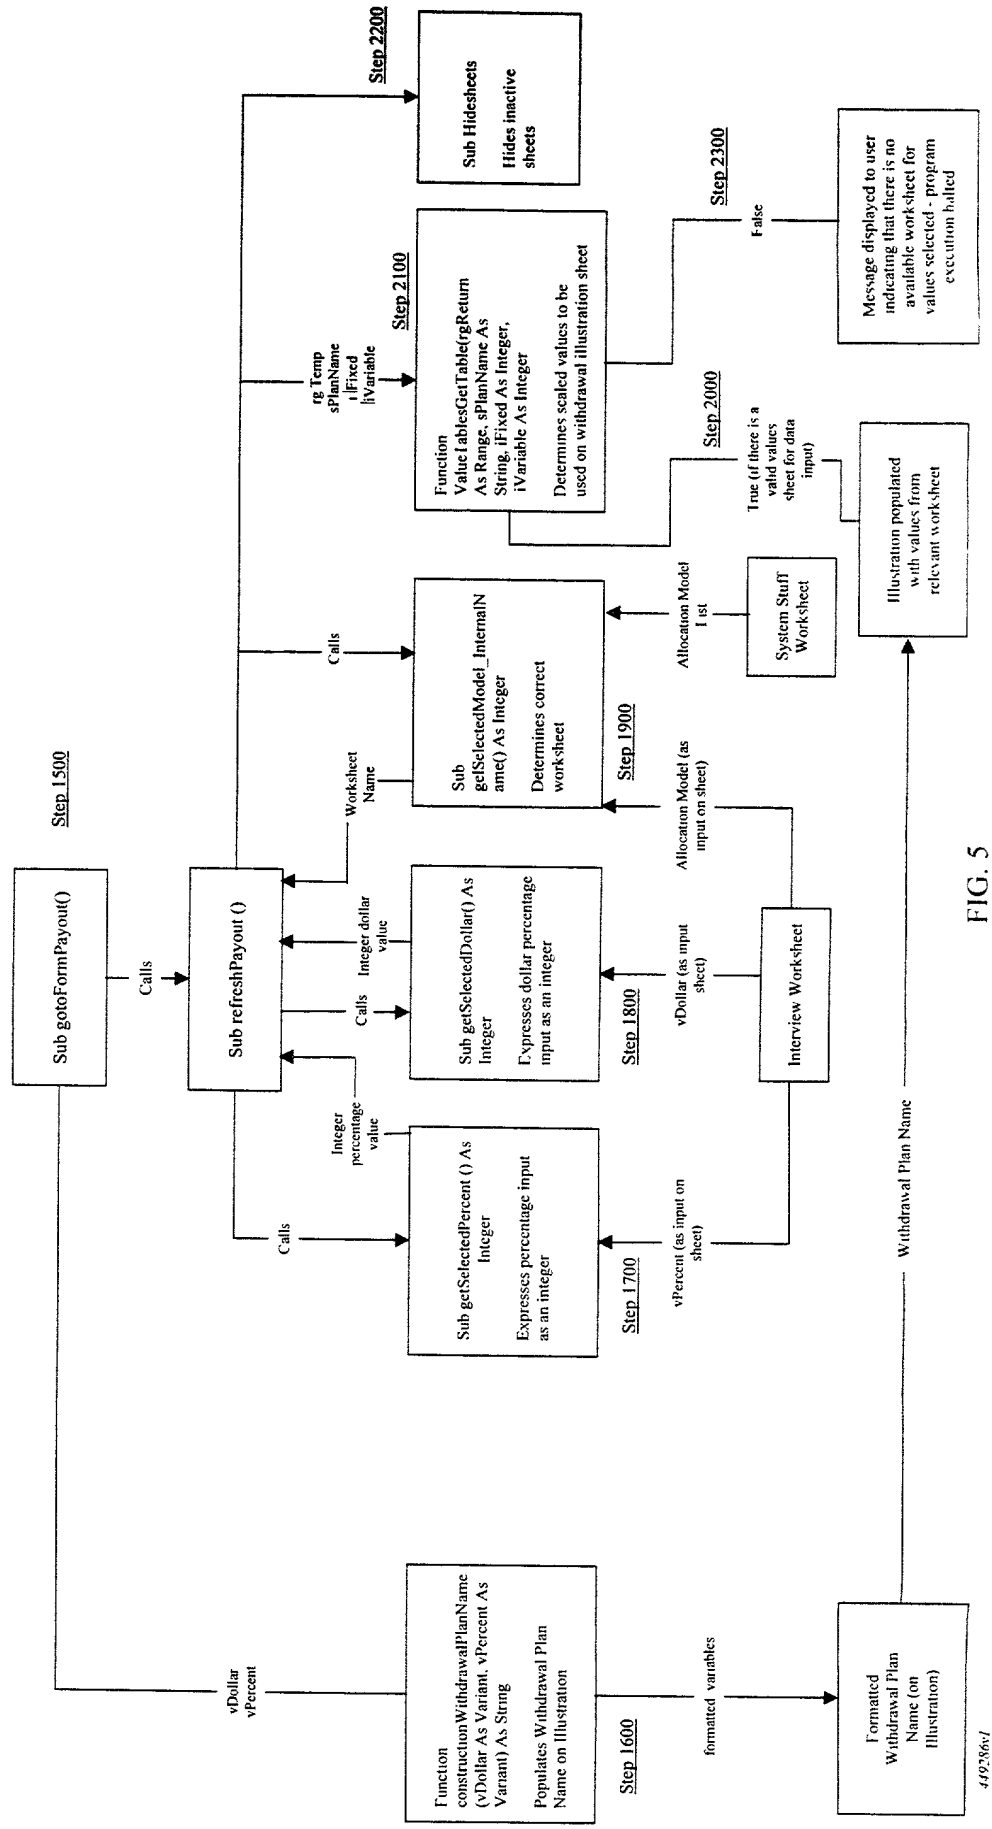 Step 1500
Sub gotoFormPayout()
Calls
Sub refreshPayout ()
vDollar
vPercent
Calls
Integer
percentage
value
Calls
Integer dollar
value
Worksheet
Name
Calls
rg Temp
sPlanName
iFixed
iVariable
Step 2200
Sub Hidesheets
Hides inactive
sheets
Function
constructionWithdrawalPlanName
(vDollar As Variant, vPercent As
Variant) As String
Populates Withdrawal Plan
Name on Illustration
Step 1600
Sub getSelectedPercent () As
Integer
Expresses percentage input
as an integer
Step 1700
Sub getSelectedDollar() As
Integer
Expresses dollar percentage
input as an integer
Step 1800
Sub
getSelectedModel_InternalN
ame() As Integer
Determines correct
worksheet
Step 1900
Step 2100
Function
ValueTablesGetTable(rgReturn
As Range, sPlanName As
String, iFixed As Integer,
iVariable As Integer
Determines scaled values to be
used on withdrawal illustration sheet
formatted variables
vPercent (as input on
sheet)
vDollar (as input
sheet)
Allocation Model (as
input on sheet)
Allocation Model
List
Step 2000
True (if there is a
valid values
sheet for data
input)
Step 2300
False
Interview Worksheet
System Stuff
Worksheet
Formatted
Withdrawal Plan
Name (on
Illustration)
Withdrawal Plan Name
Illustration populated
with values from
relevant worksheet
Message displayed to user
indicating that there is no
available worksheet for
values selected - program
execution halted
FIG. 5
449286v1